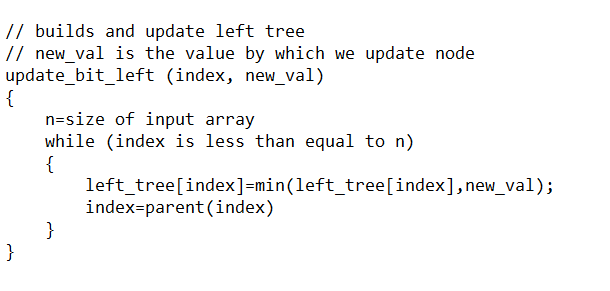 // builds and update left tree
// new_val is the value by which we update node
update_bit_left (index, new_val)
{
    n=size of input array
    while (index is less than equal to n)
    {
        left_tree[index]=min(left_tree[index],new_val);
        index=parent(index)
    }
}